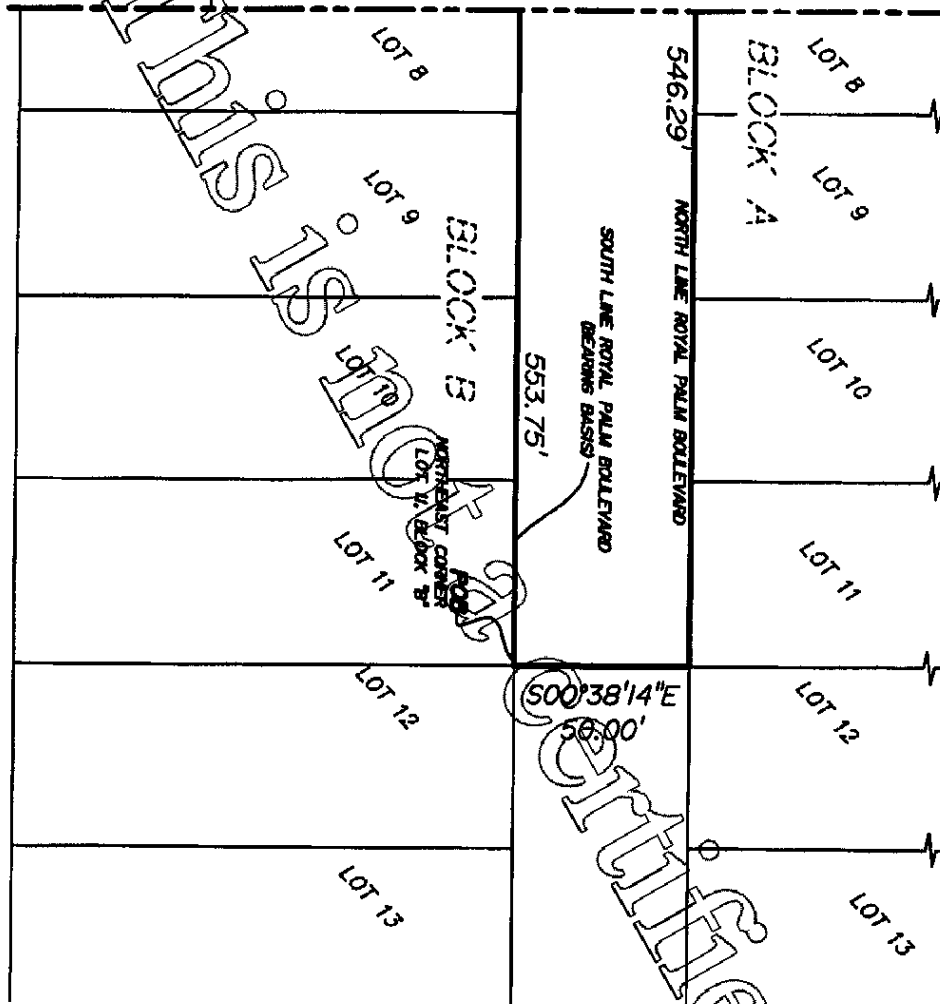 LOT 8
LOT 9
BLOCK B
LOT 10
NORTHEAST CORNER
LOT 11, BLOCK "B"
POB
LOT 11
LOT 12
LOT 13
553.75'
SOUTH LINE ROYAL PALM BOULEVARD
(BEARING BASIS)
546.29'
NORTH LINE ROYAL PALM BOULEVARD
S00°38'14"E
50.00'
BLOCK A
LOT 8
LOT 9
LOT 10
LOT 11
LOT 12
LOT 13
This is not a certifie